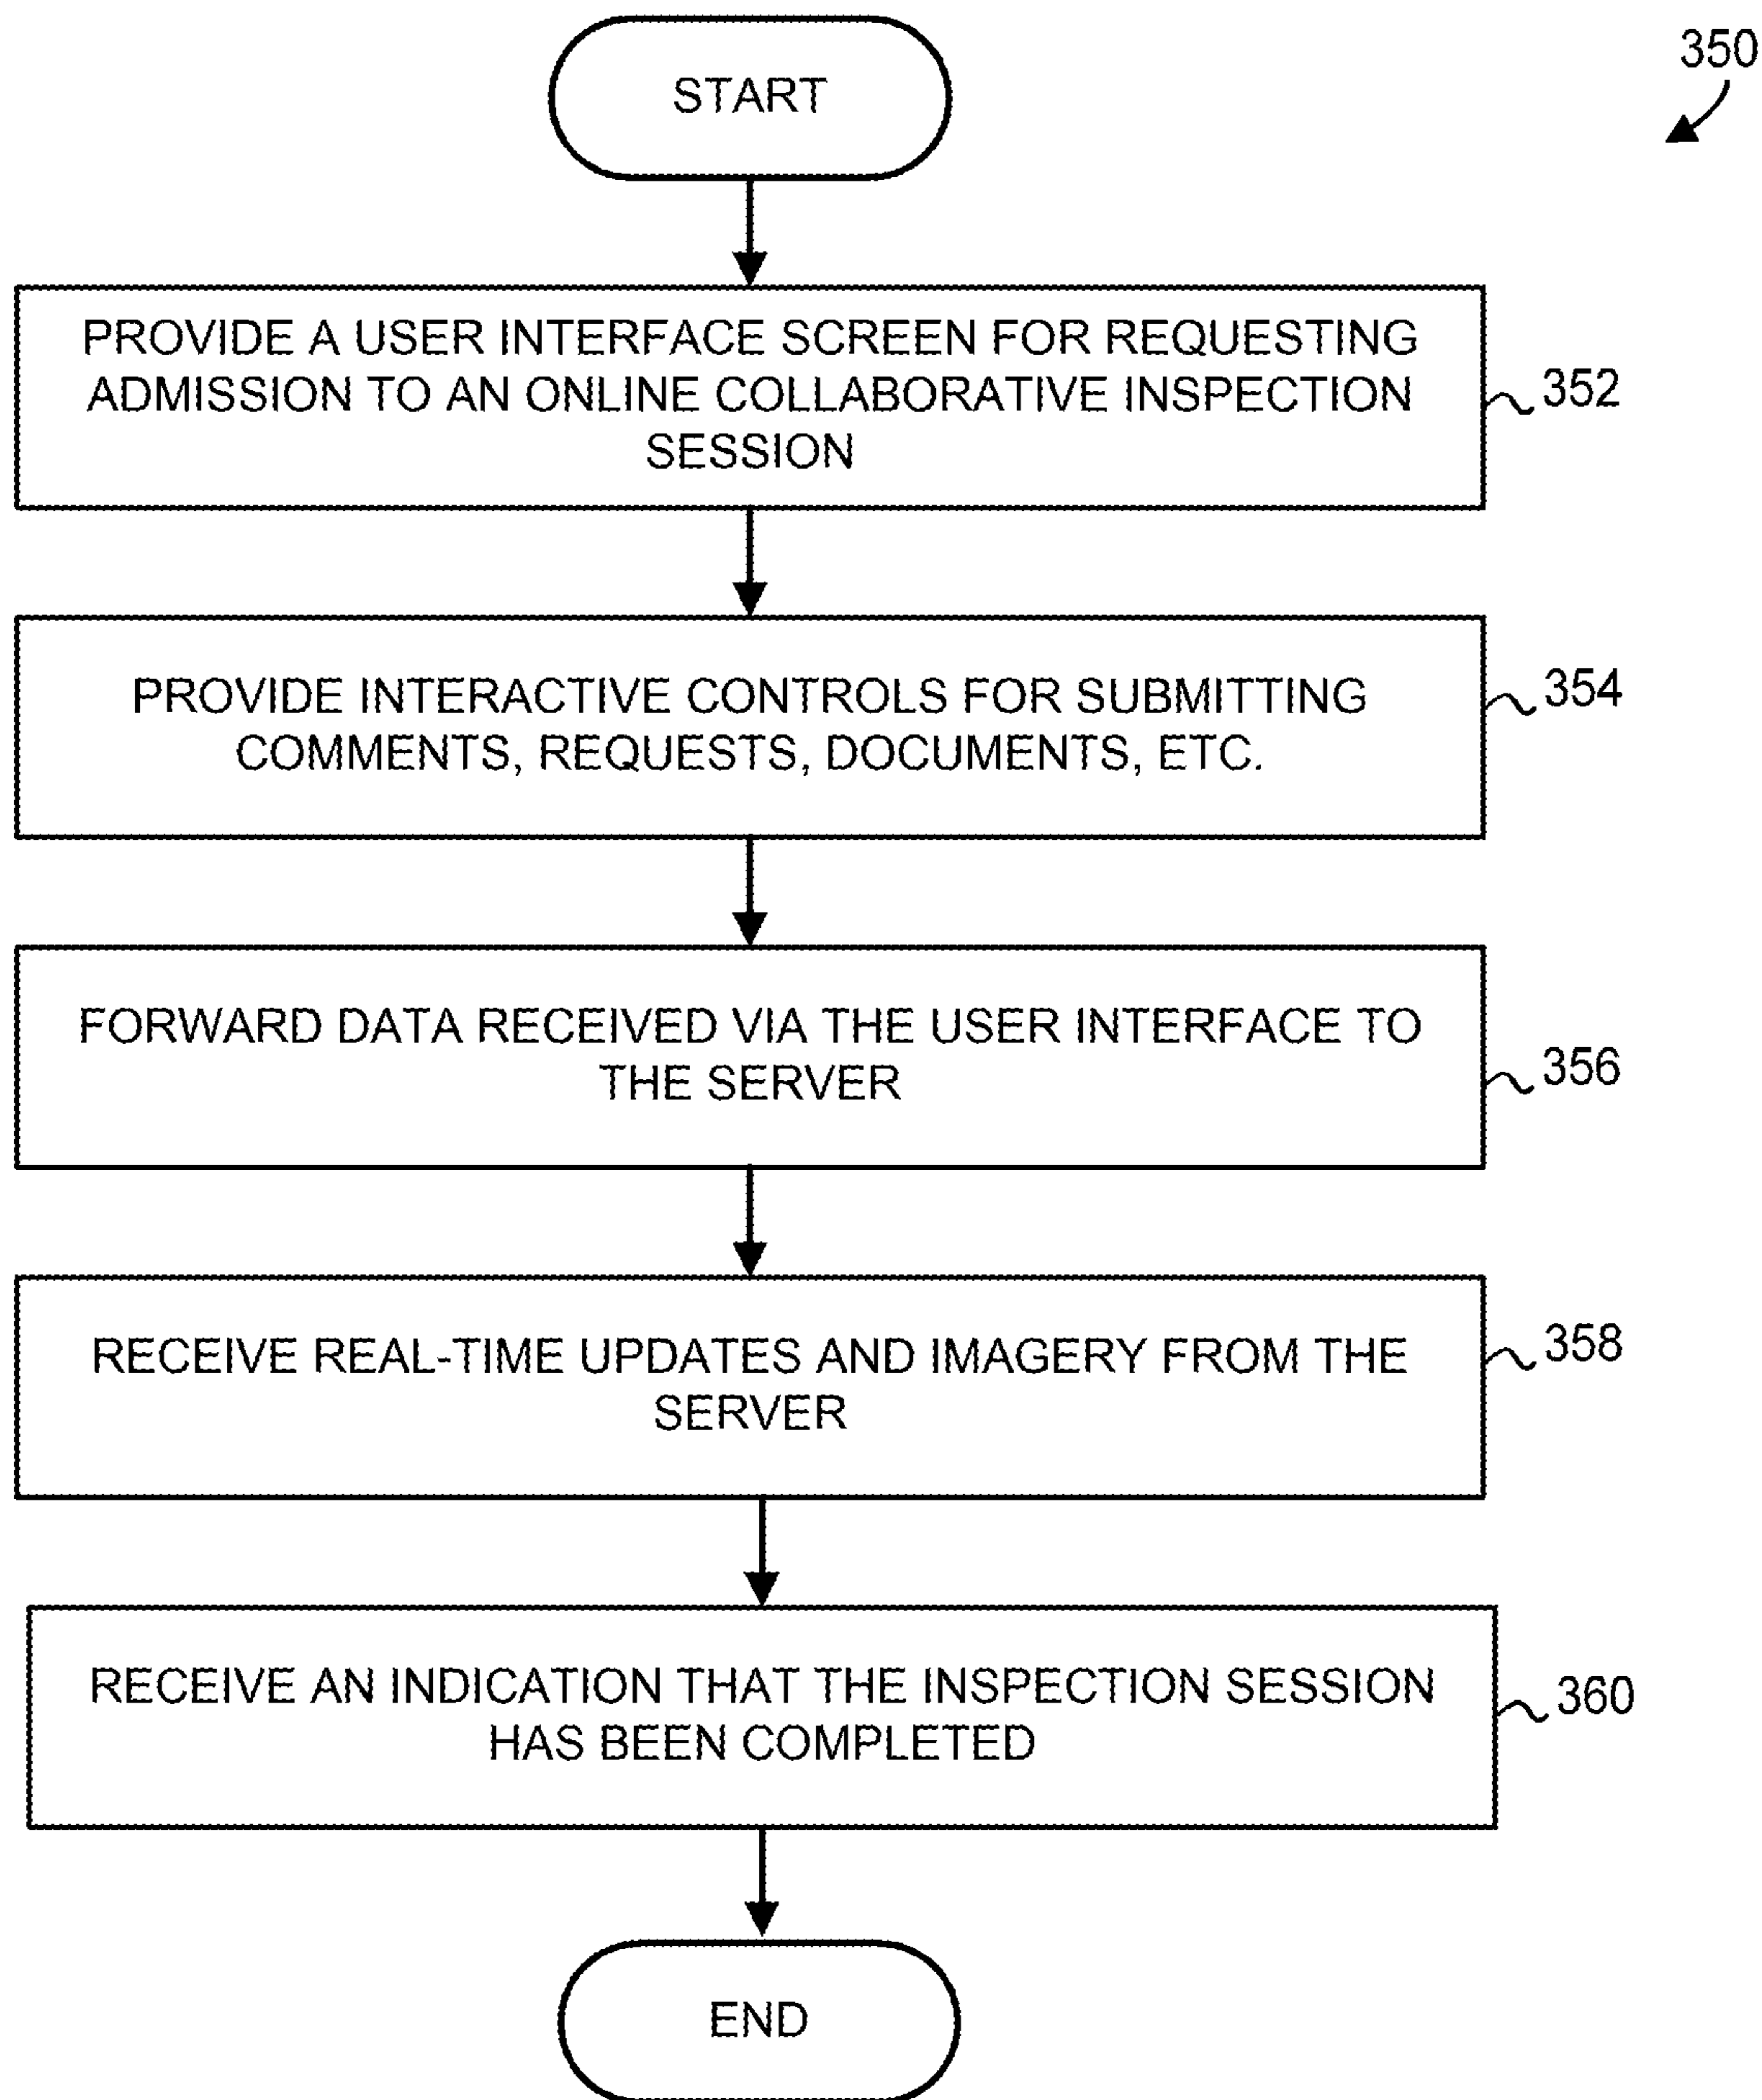 START
350
PROVIDE A USER INTERFACE SCREEN FOR REQUESTING
ADMISSION TO AN ONLINE COLLABORATIVE INSPECTION
SESSION
352
PROVIDE INTERACTIVE CONTROLS FOR SUBMITTING
COMMENTS, REQUESTS, DOCUMENTS, ETC.
354
FORWARD DATA RECEIVED VIA THE USER INTERFACE TO
THE SERVER
356
RECEIVE REAL-TIME UPDATES AND IMAGERY FROM THE
SERVER
358
RECEIVE AN INDICATION THAT THE INSPECTION SESSION
HAS BEEN COMPLETED
360
END